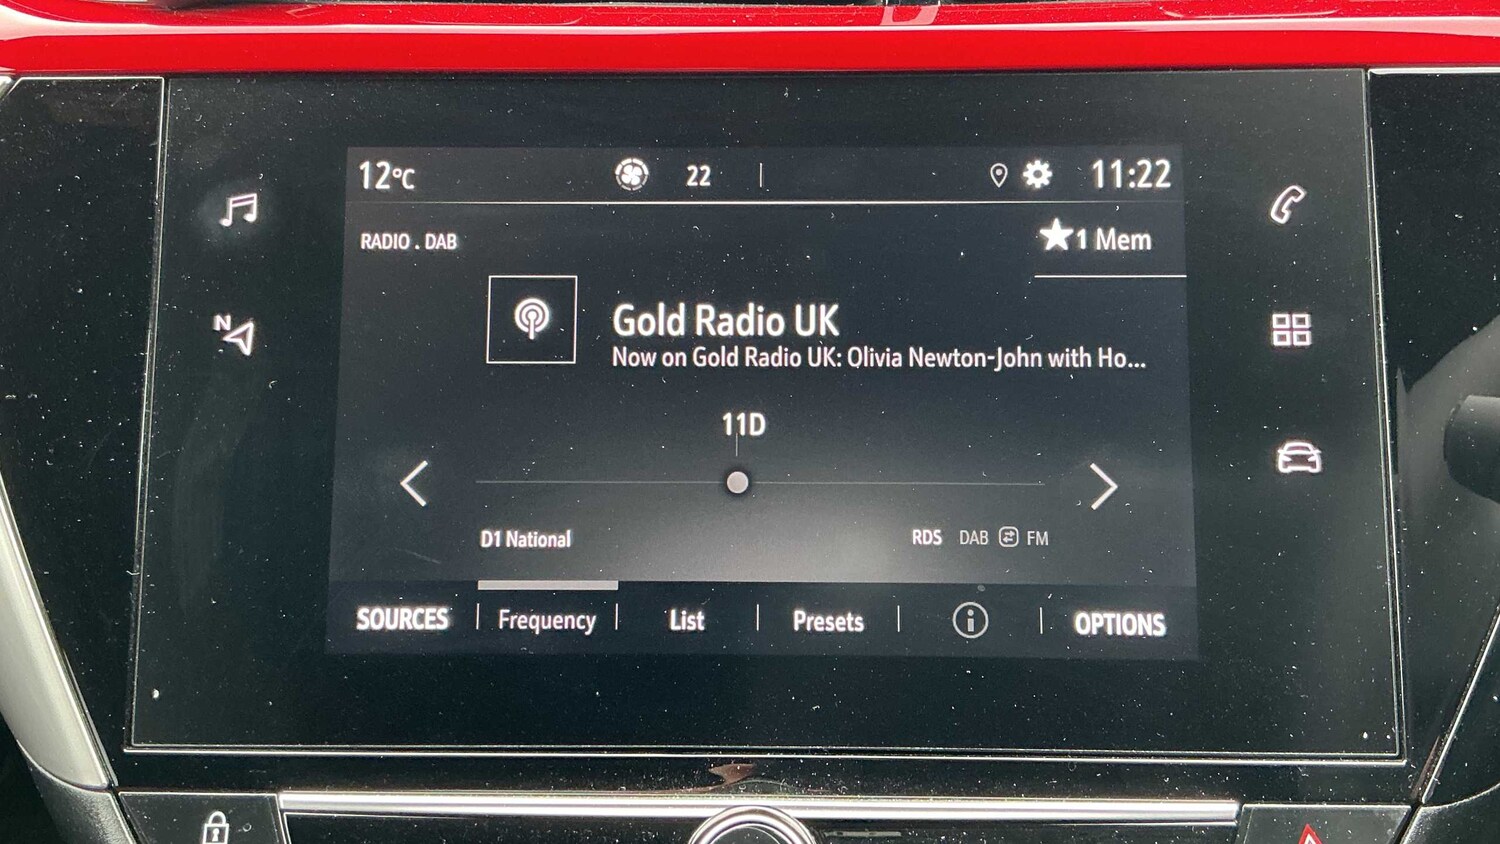 12°C 22 11:22
RADIO . DAB
★1 Mem
Gold Radio UK
Now on Gold Radio UK: Olivia Newton-John with Ho...
11D
N
D1 National
RDS DAB FM
SOURCES Frequency List Presets i OPTIONS